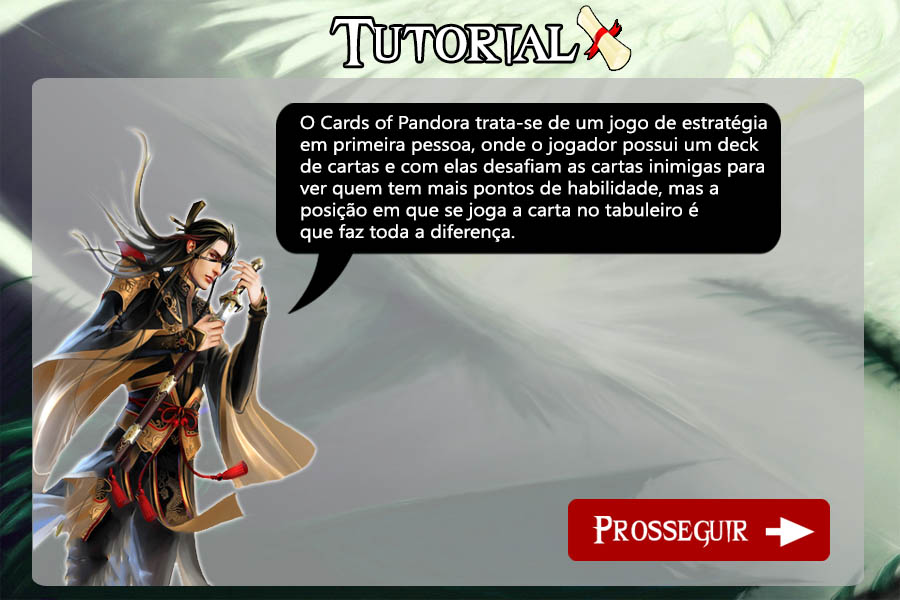 TUTORIAL
O Cards of Pandora trata-se de um jogo de estratégia
em primeira pessoa, onde o jogador possui um deck
de cartas e com elas desafiam as cartas inimigas para
ver quem tem mais pontos de habilidade, mas a
posição em que se joga a carta no tabuleiro é
que faz toda a diferença.
PROSSEGUIR